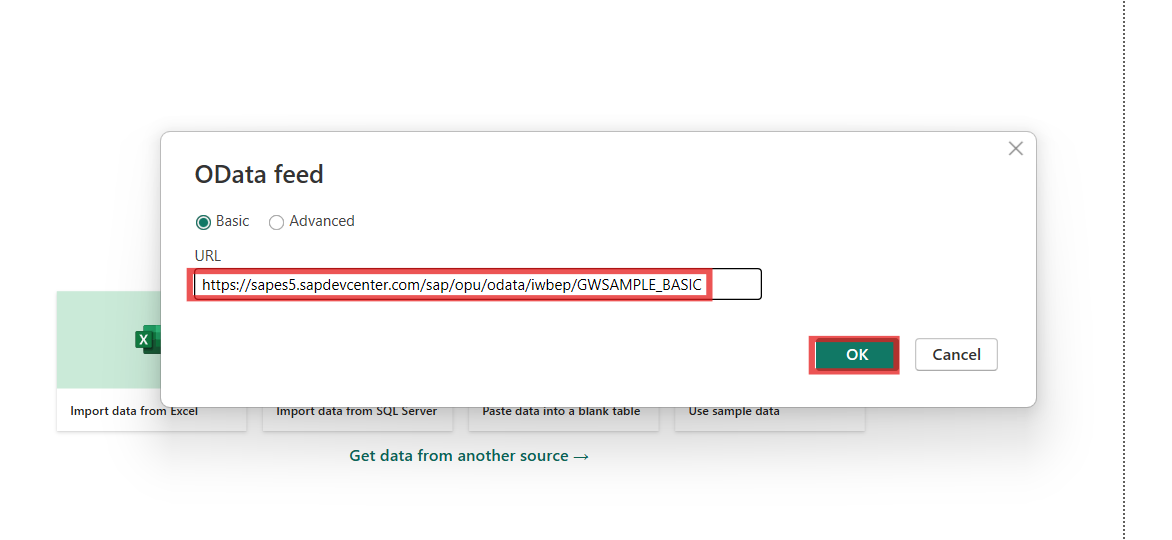 OData feed
Basic Advanced
URL
https://sapes5.sapdevcenter.com/sap/opu/odata/iwbep/GWSAMPLE_BASIC
OK Cancel
X
Import data from Excel Import data from SQL Server Paste data into a blank table Use sample data
Get data from another source →